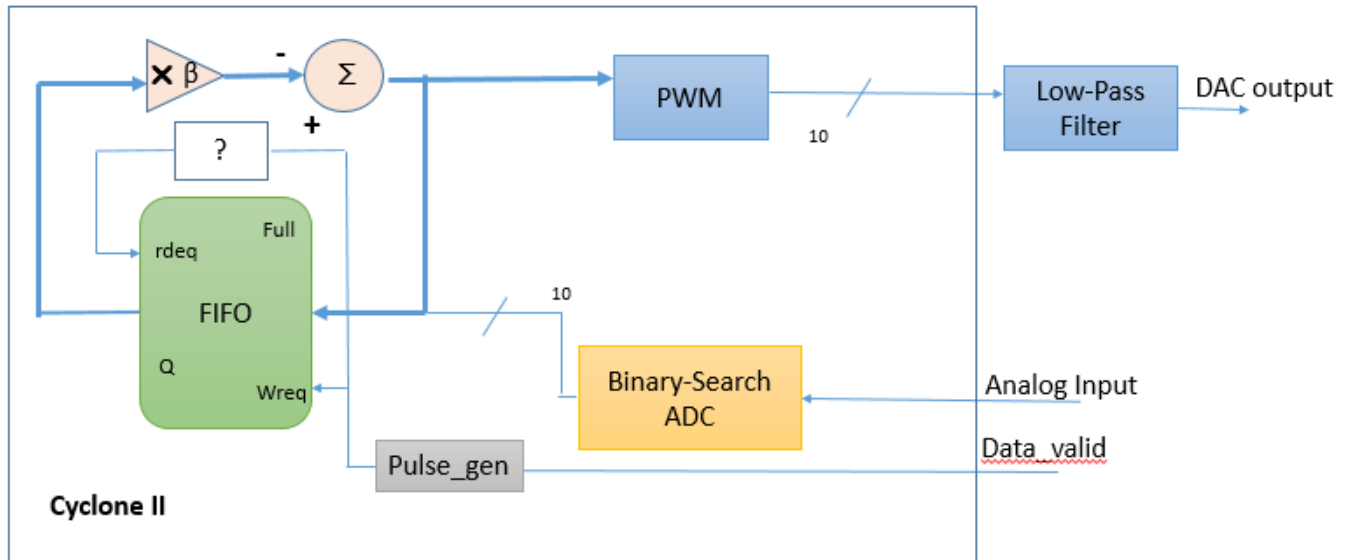 × β
-
Σ
+
PWM
10
Low-Pass
Filter
DAC output
?
Full
rdeq
FIFO
Q
Wreq
10
Binary-Search
ADC
Analog Input
Data_valid
Pulse_gen
Cyclone II